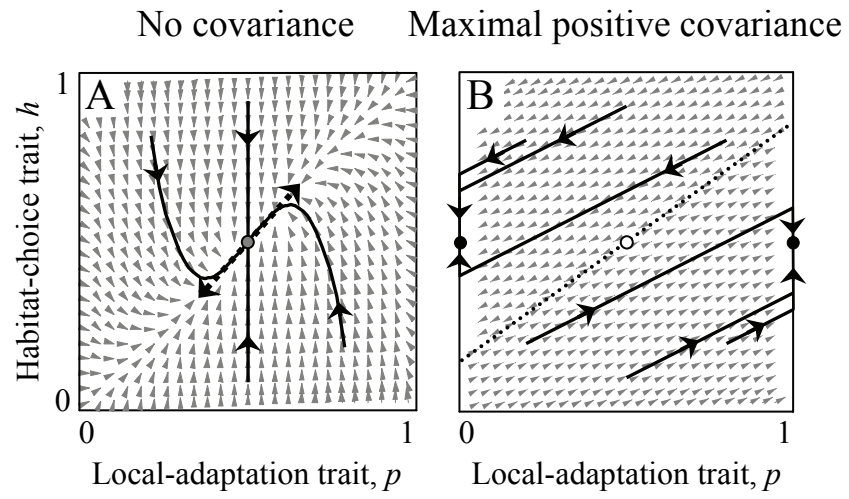 No covariance
Maximal positive covariance
1
A
B
Habitat-choice trait, h
0
0
1
0
1
Local-adaptation trait, p
Local-adaptation trait, p